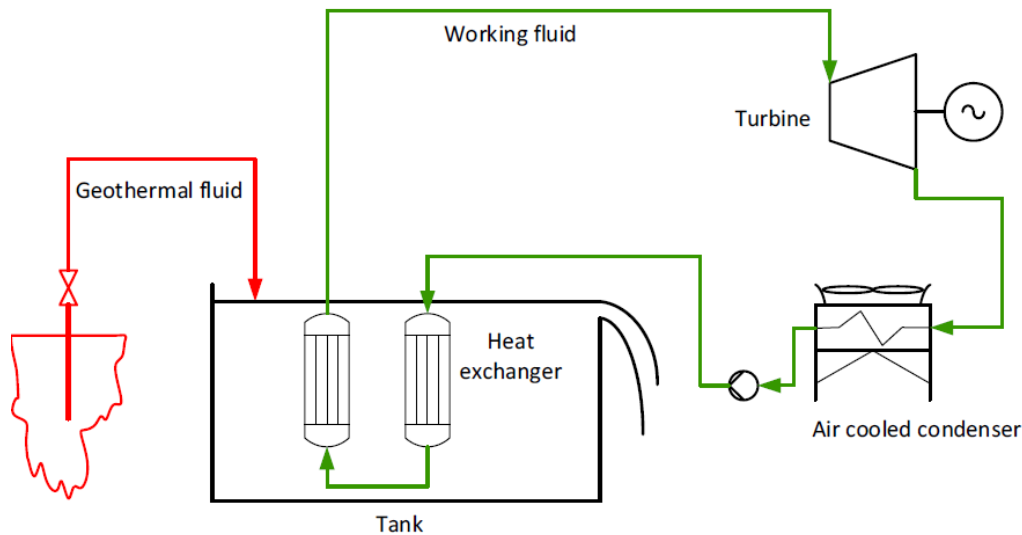 Working fluid
Turbine
Geothermal fluid
Heat
exchanger
Air cooled condenser
Tank